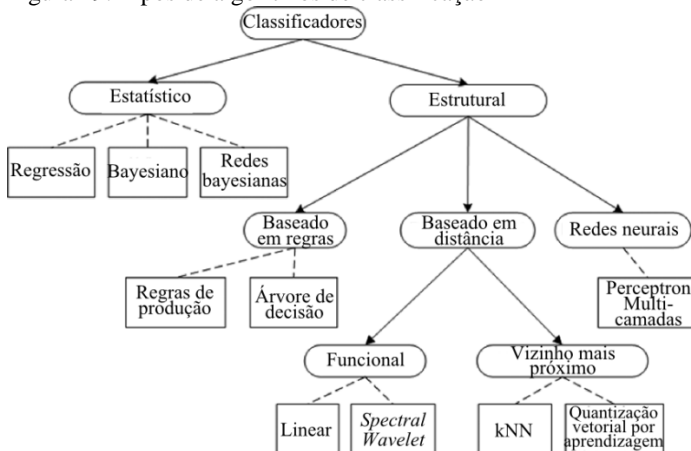 Classificadores
Estatístico
Estrutural
Regressão
Bayesiano
Redes
bayesianas
Baseado
em regras
Baseado em
distância
Redes neurais
Regras de
produção
Árvore de
decisão
Perceptron
Multi-
camadas
Funcional
Vizinho mais
próximo
Linear
Spectral
Wavelet
kNN
Quantização
vetorial por
aprendizagem